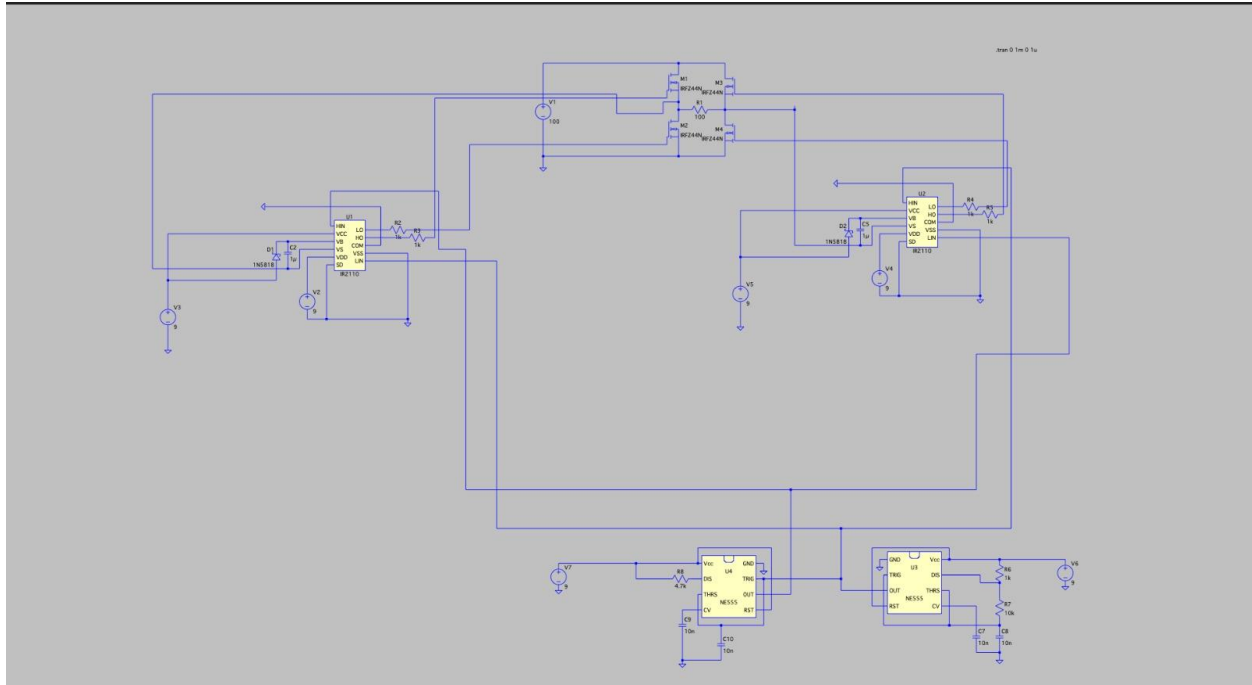 .tran 0 1m 0 1u
V1
100
M1
IRFZ44N
M3
IRFZ44N
R1
100
M2
IRFZ44N
M4
IRFZ44N
U1
HIN
VCC
VB
VS
VDD
SD
LO
HO
COM
VSS
LIN
IR2110
R2
1k
R3
1k
D1
1N5818
C2
1µ
V2
9
V3
9
U2
HIN
VCC
VB
VS
VDD
SD
LO
HO
COM
VSS
LIN
IR2110
R4
1k
R5
1k
D2
1N5818
C5
1µ
V4
9
V5
9
V7
9
R8
4.7k
U4
Vcc
DIS
THRS
CV
GND
TRIG
OUT
RST
NE555
C9
10n
C10
10n
U3
GND
TRIG
OUT
RST
Vcc
DIS
THRS
CV
NE555
R6
1k
R7
10k
C7
10n
C8
10n
V6
9